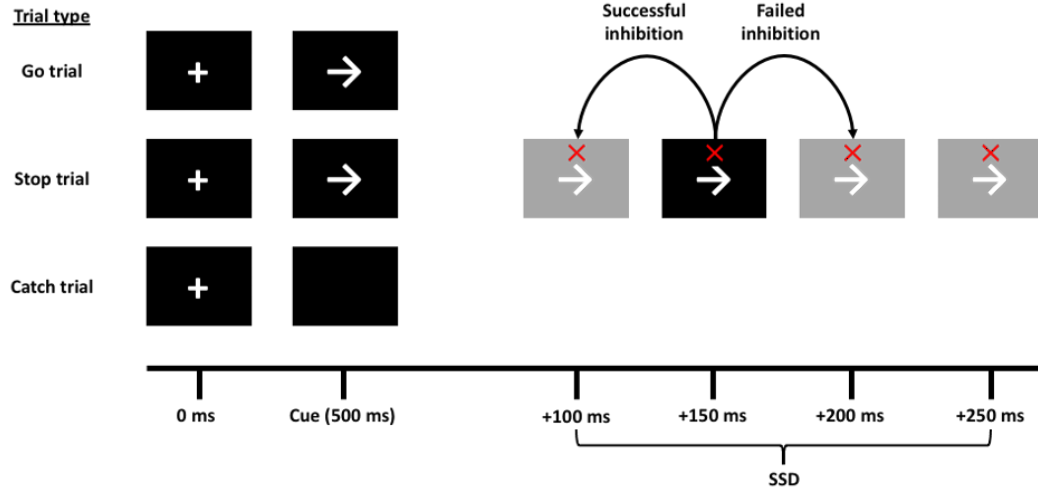 Trial type
Successful
inhibition
Failed
inhibition
Go trial
Stop trial
Catch trial
0 ms
Cue (500 ms)
+100 ms
+150 ms
+200 ms
+250 ms
SSD